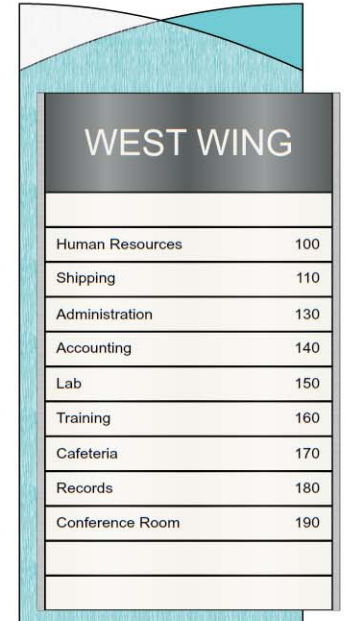 WEST WING
Human Resources 100
Shipping 110
Administration 130
Accounting 140
Lab 150
Training 160
Cafeteria 170
Records 180
Conference Room 190